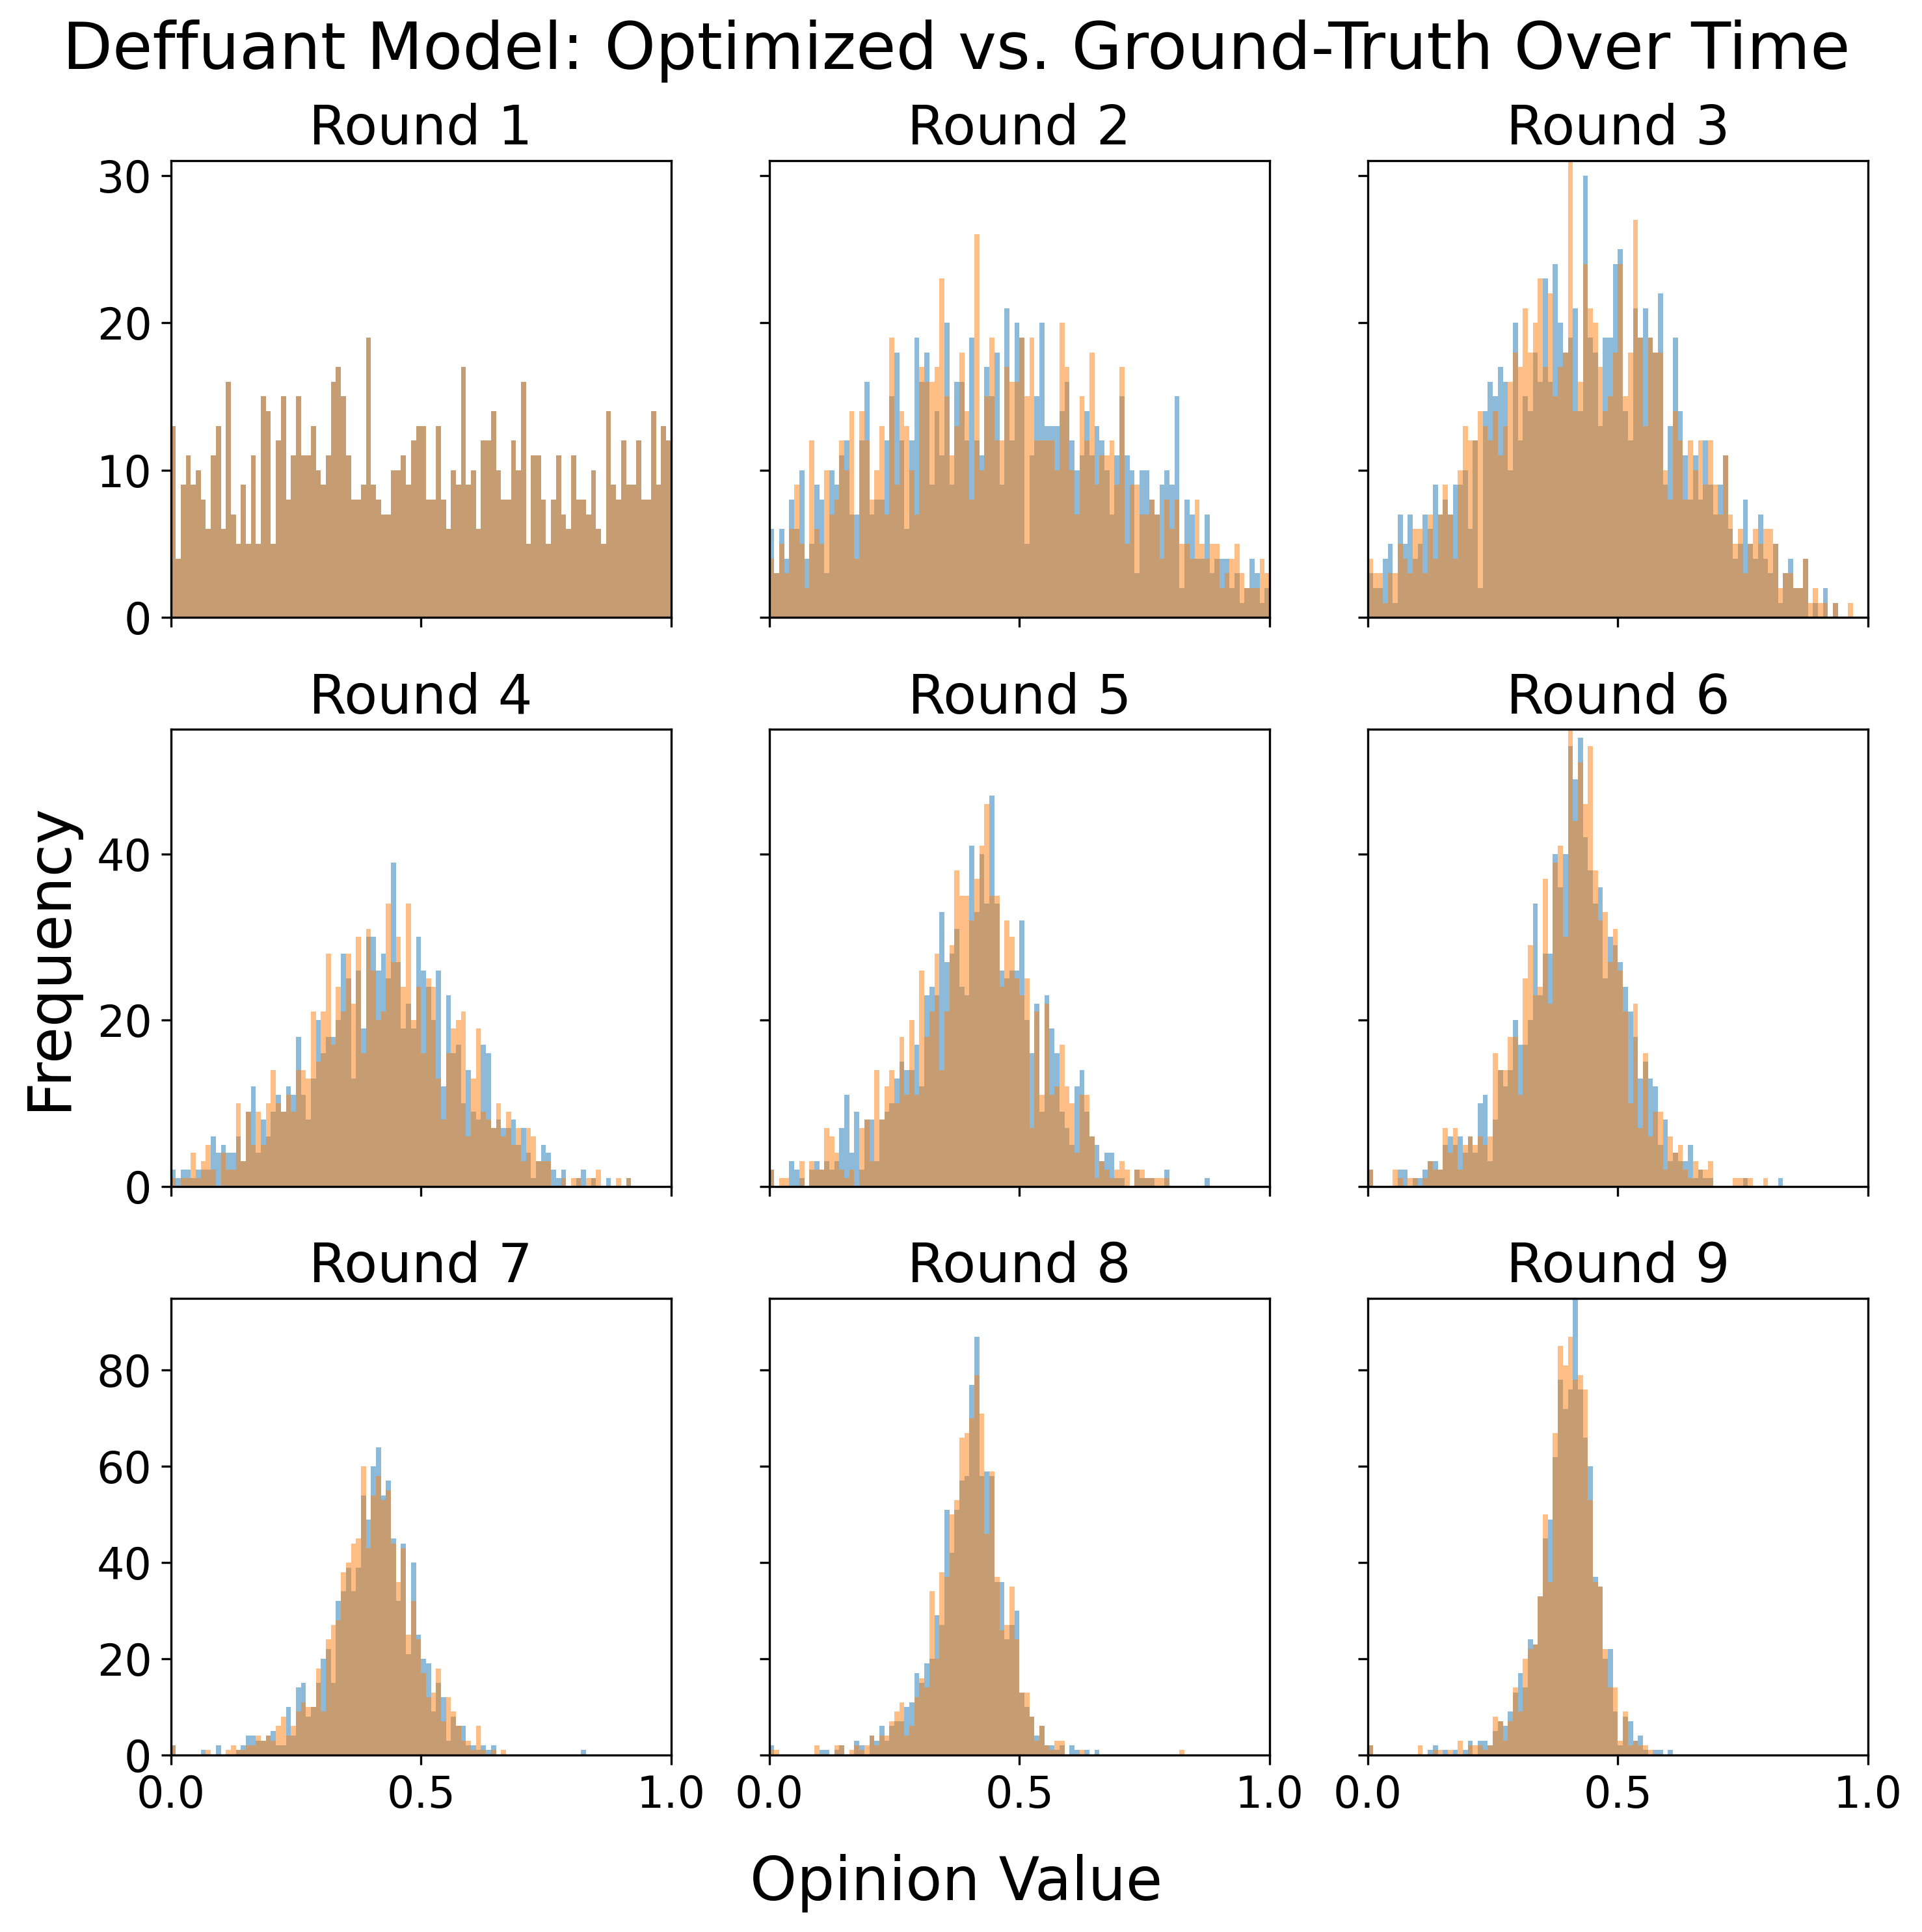 Deffuant Model: Optimized vs. Ground-Truth Over Time
Round 1
Round 2
Round 3
30
20
10
0
Round 4
Round 5
Round 6
Frequency
40
20
0
Round 7
Round 8
Round 9
80
60
40
20
0
0.0
0.5
1.0
0.0
0.5
1.0
0.0
0.5
1.0
Opinion Value